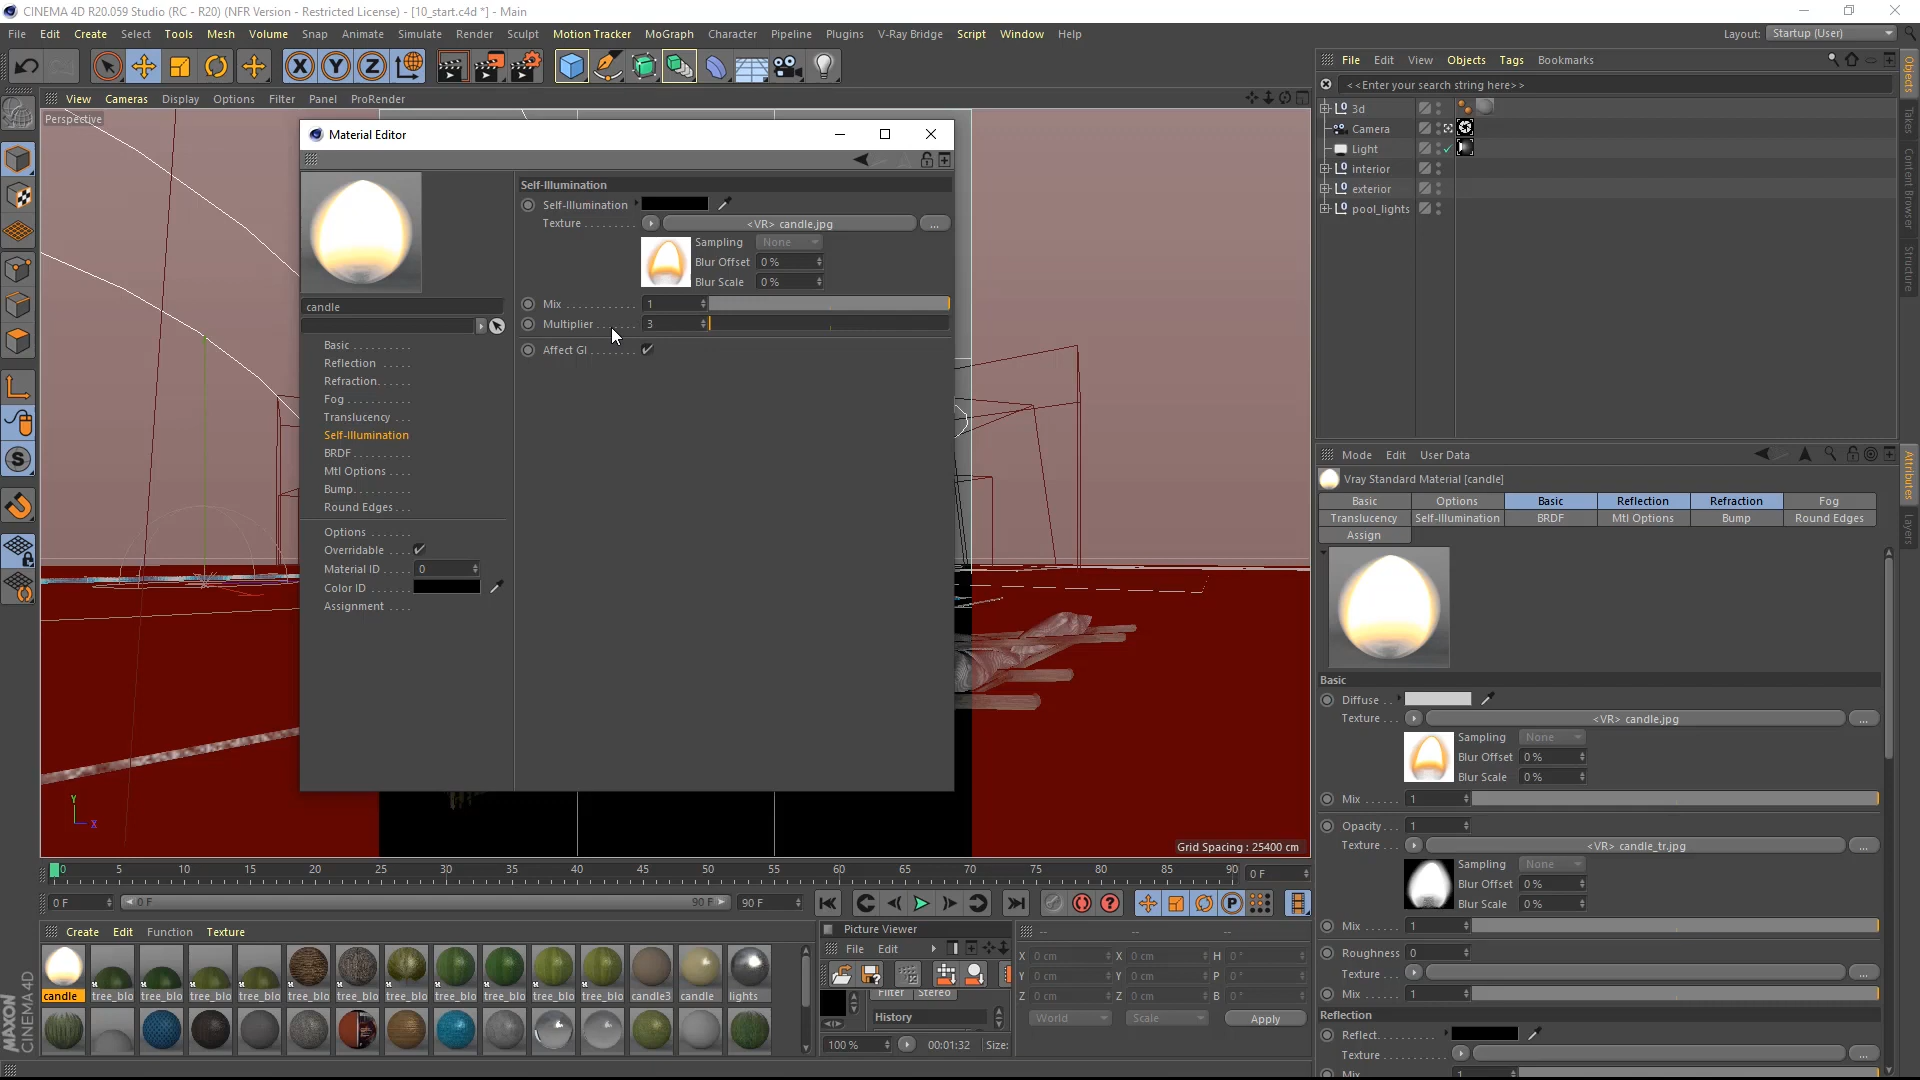 CINEMA 4D R20.059 Studio (RC - R20) (NFR Version - Restricted License) - [10_start.c4d *] - Main
File Edit Create Select Tools Mesh Volume Snap Animate Simulate Render Sculpt Motion Tracker MoGraph Character Pipeline Plugins V-Ray Bridge Script Window Help
Layout: Startup (User)
X Y Z
File Edit View Objects Tags Bookmarks
<<Enter your search string here>>
3d
Camera
Light
interior
exterior
pool_lights
Objects
Takes
Content Browser
Structure
View Cameras Display Options Filter Panel ProRender
Perspective
Material Editor
candle
Basic . . . . . . . . . .
Reflection . . . . .
Refraction. . . . . .
Fog . . . . . . . . . . .
Translucency . . .
Self-Illumination
BRDF . . . . . . . . . .
Mtl Options . . . .
Bump. . . . . . . . . .
Round Edges . . .
Options . . . . . . .
Overridable . . . .
Material ID . . . . . 0
Color ID . . . . . . .
Assignment . . . .
Self-Illumination
Self-Illumination
Texture . . . . . . . . . <VR> candle.jpg ...
Sampling None
Blur Offset 0 %
Blur Scale 0 %
Mix . . . . . . . . . . . . 1
Multiplier . . . . . . . 3
Affect GI . . . . . . . .
Y
X
Grid Spacing : 25400 cm
Mode Edit User Data
Attributes
Layers
Vray Standard Material [candle]
Basic Options Basic Reflection Refraction Fog
Translucency Self-Illumination BRDF Mtl Options Bump Round Edges
Assign
Basic
Diffuse . .
Texture . . . <VR> candle.jpg ...
Sampling None
Blur Offset 0 %
Blur Scale 0 %
Mix . . . . . . 1
Opacity . . . 1
Texture . . . <VR> candle_tr.jpg ...
Sampling None
Blur Offset 0 %
Blur Scale 0 %
Mix . . . . . . 1
Roughness 0
Texture . . . ...
Mix . . . . . . 1
Reflection
Reflect. . . . . . . . . .
Texture . . . . . . . . . . . ...
Mix 1
0 5 10 15 20 25 30 35 40 45 50 55 60 65 70 75 80 85 90 0 F
0 F 0 F 90 F 90 F
P
Create Edit Function Texture
candle tree_blo tree_blo tree_blo tree_blo tree_blo tree_blo tree_blo tree_blo tree_blo tree_blo tree_blo candle3 candle lights
MAXON CINEMA 4D
Picture Viewer
File Edit
Filter Stereo
History
100 % 00:01:32 Size:
-- -- --
X 0 cm X 0 cm H 0 °
Y 0 cm Y 0 cm P 0 °
Z 0 cm Z 0 cm B 0 °
World Scale Apply